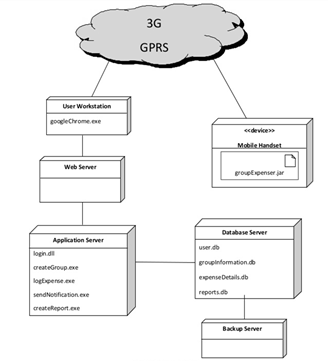 3G
GPRS
User Workstation
googleChrome.exe
<<device>>
Mobile Handset
groupExpenser.jar
Web Server
Application Server
login.dll
createGroup.exe
logExpense.exe
sendNotification.exe
createReport.exe
Database Server
user.db
groupInformation.db
expenseDetails.db
reports.db
Backup Server